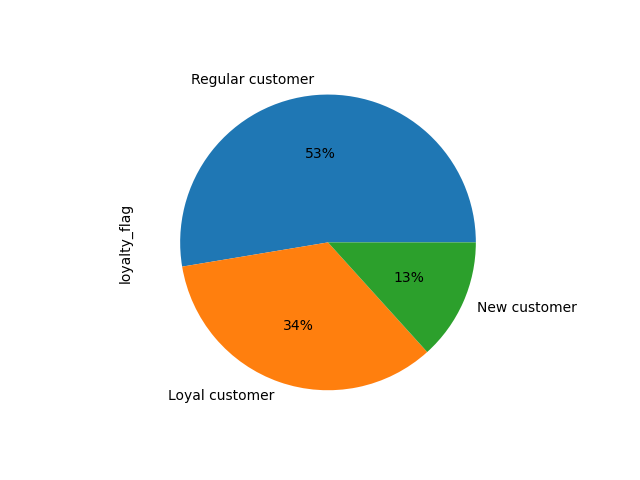 Regular customer
53%
loyalty_flag
13%
New customer
34%
Loyal customer